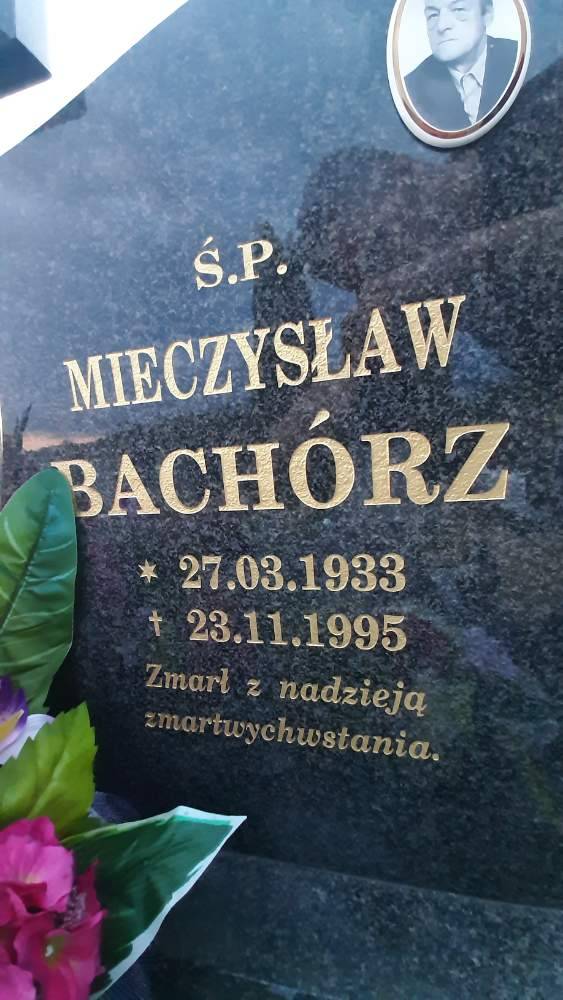 Ś.P.
MIECZYSŁAW
BACHÓRZ
* 27.03.1933
† 23.11.1995
Zmarł z nadzieją
zmartwychwstania.